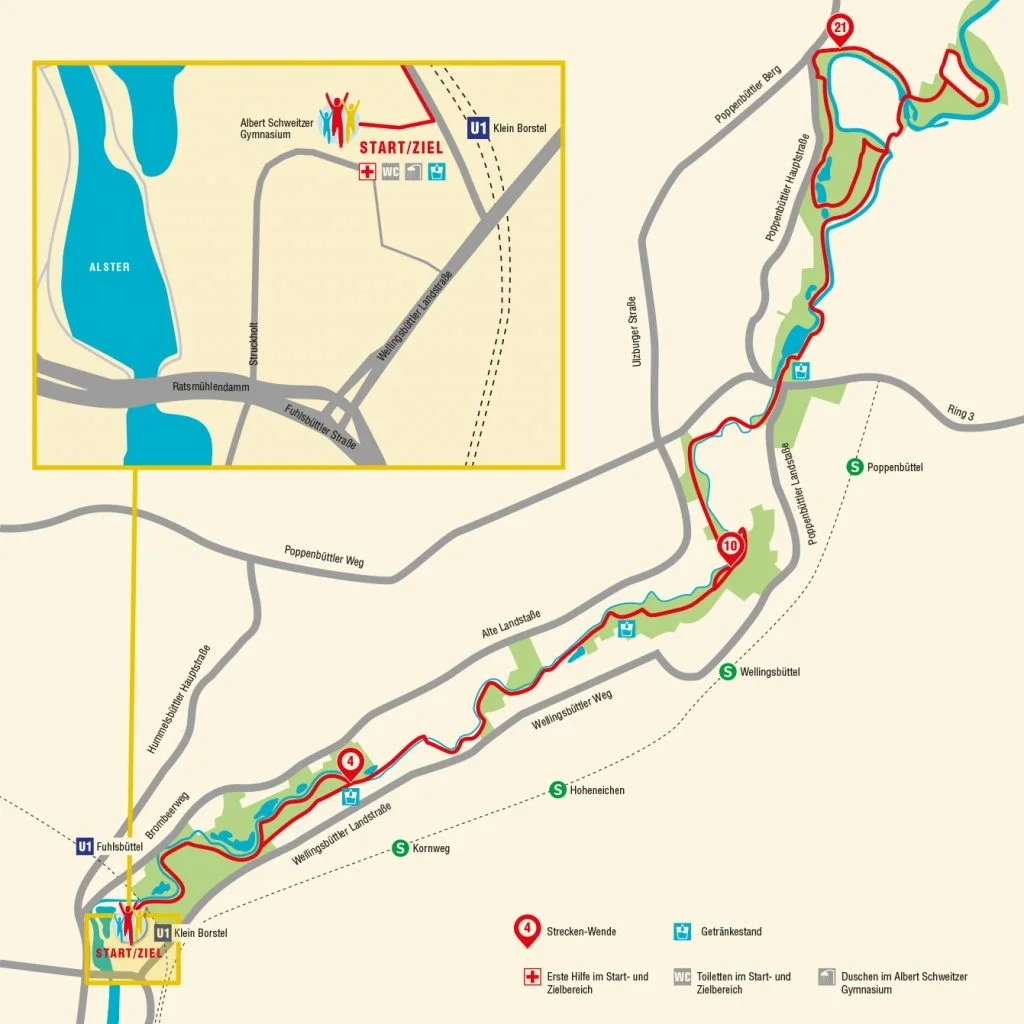 21
Poppenbüttler Berg
Albert Schweitzer
Gymnasium
START/ZIEL
U1 Klein Borstel
WC
Poppenbüttler Hauptstraße
ALSTER
Wellingsbüttler Landstraße
Struckholt
Ulzburger Straße
Ratsmühlendamm
Fuhlsbüttler Straße
Ring 3
Poppenbüttler Landstaße
S Poppenbüttel
10
Poppenbüttler Weg
Alte Landstaße
Hummelsbüttler Hauptstraße
S Wellingsbüttel
Wellingsbüttler Weg
4
S Hoheneichen
Brombeerweg
Wellingsbüttler Landstraße
U1 Fuhlsbüttel
S Kornweg
U1 Klein Borstel
START/ZIEL
4 Strecken-Wende
Getränkestand
Erste Hilfe im Start- und
Zielbereich
WC Toiletten im Start- und
Zielbereich
Duschen im Albert Schweitzer
Gymnasium